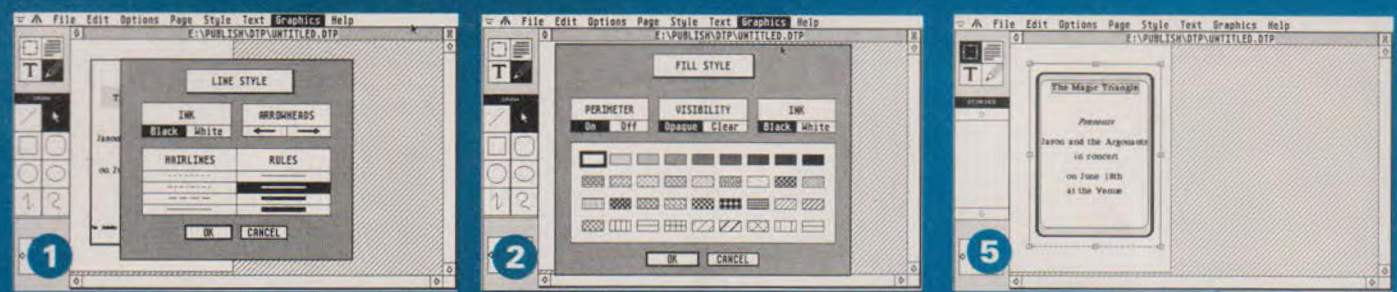 File Edit Options Page Style Text Graphics Help
E:\PUBLISH\DTP\UNTITLED.DTP
T
LINE STYLE
INK
ARROWHEADS
Black White
HAIRLINES
RULES
OK
CANCEL
1
File Edit Options Page Style Text Graphics Help
E:\PUBLISH\DTP\UNTITLED.DTP
T
FILL STYLE
PERIMETER
VISIBILITY
INK
On Off
Opaque Clear
Black White
OK
CANCEL
2
File Edit Options Page Style Text Graphics Help
E:\PUBLISH\DTP\UNTITLED.DTP
T
The Magic Triangle
Presents
Jason and the Argonauts
in concert
on June 18th
at the Venue
5